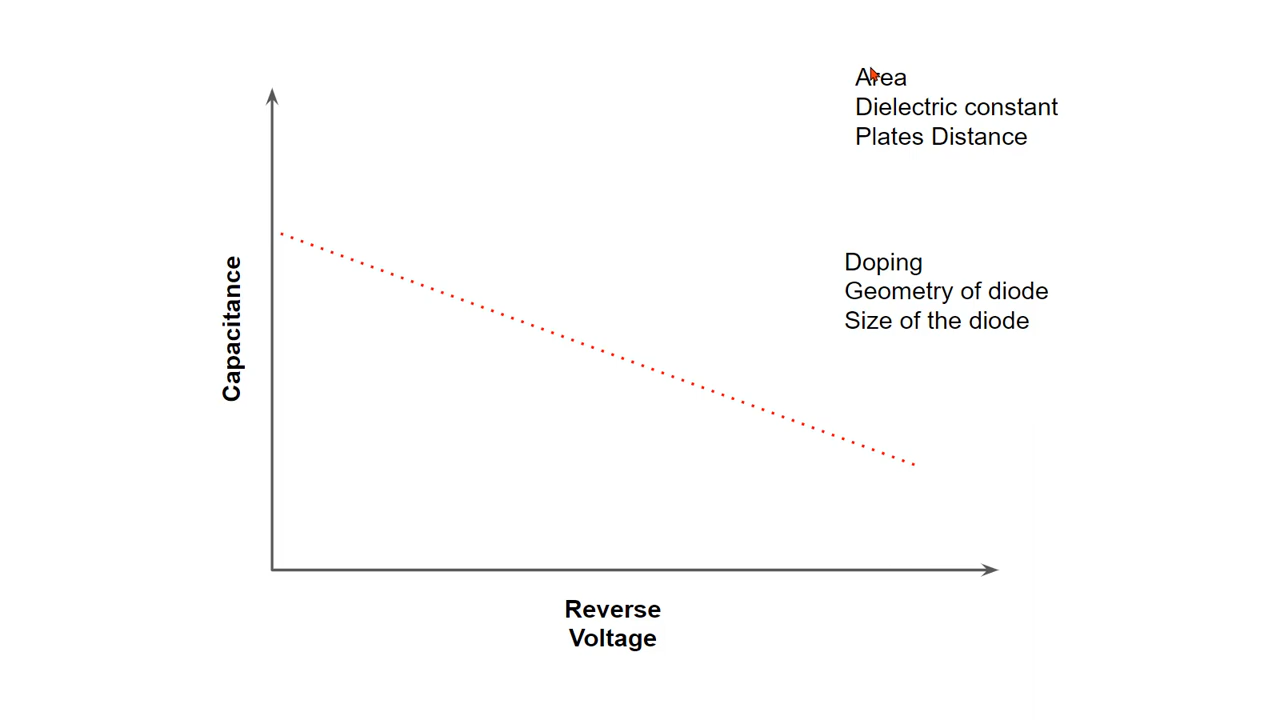 Area
Dielectric constant
Plates Distance
Doping
Geometry of diode
Size of the diode
Capacitance
Reverse
Voltage